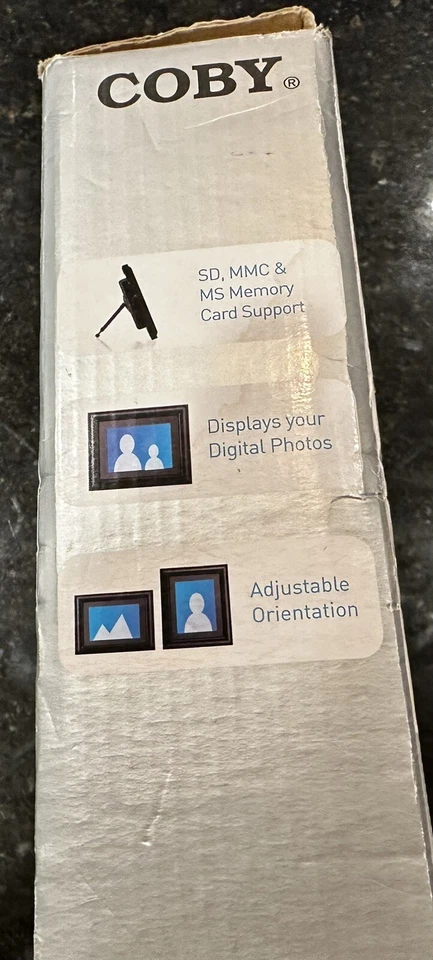 COBY®
SD, MMC &
MS Memory
Card Support
Displays your
Digital Photos
Adjustable
Orientation